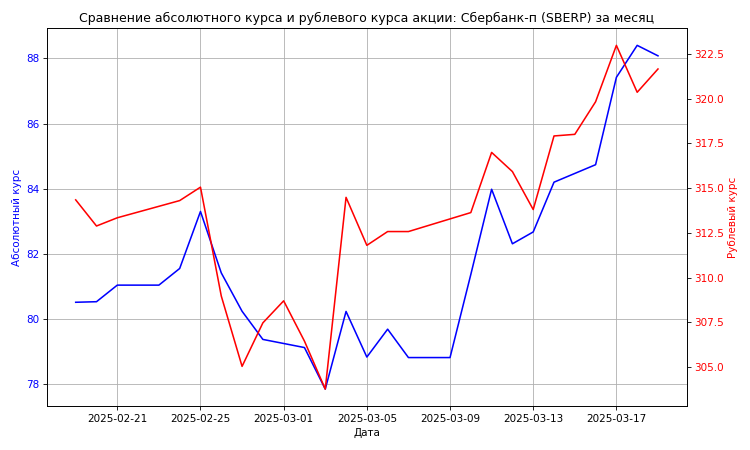 Сравнение абсолютного курса и рублевого курса акции: Сбербанк-п (SBERP) за месяц
88
86
84
82
80
78
Абсолютный курс
322.5
320.0
317.5
315.0
312.5
310.0
307.5
305.0
Рублевый курс
2025-02-21 2025-02-25 2025-03-01 2025-03-05 2025-03-09 2025-03-13 2025-03-17
Дата